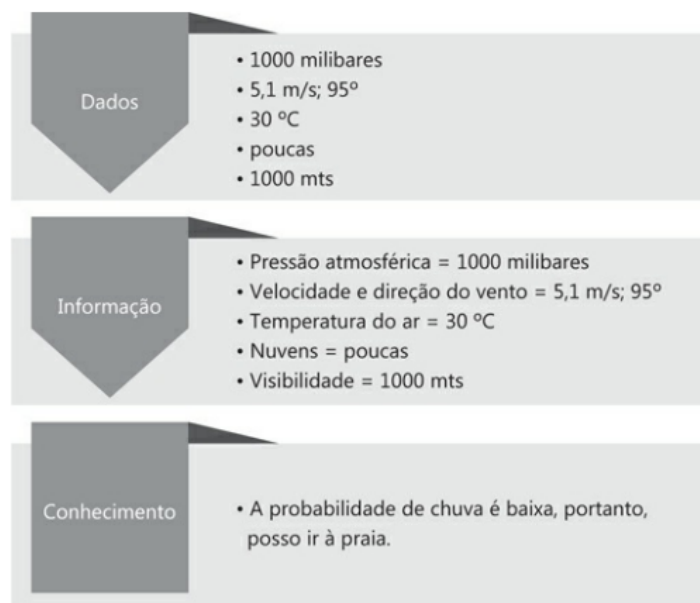 Dados
• 1000 milibares
• 5,1 m/s; 95º
• 30 ºC
• poucas
• 1000 mts
Informação
• Pressão atmosférica = 1000 milibares
• Velocidade e direção do vento = 5,1 m/s; 95º
• Temperatura do ar = 30 ºC
• Nuvens = poucas
• Visibilidade = 1000 mts
Conhecimento
• A probabilidade de chuva é baixa, portanto,
posso ir à praia.